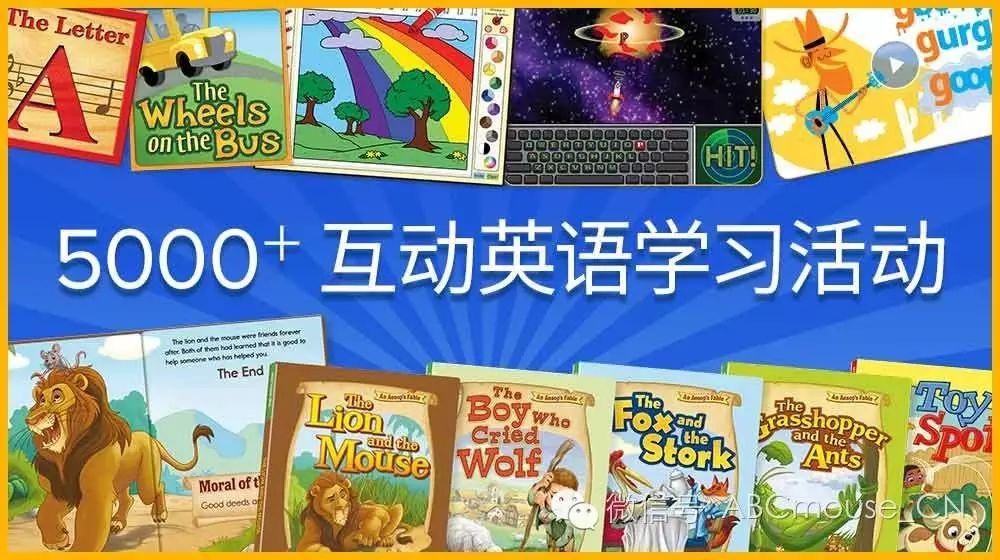 The Letter
A
The
Wheels
on the Bus
HIT!
gurg
goop
5000+ 互动英语学习活动
The lion and the mouse were friends forever
after. Both of them had learned that it is good to
help someone who has helped you.
The End
Moral of th
Good deeds a
An Aesop's Fable
The
Lion
and the
Mouse
An Aesop's Fable
The
Boy Who
Cried
Wolf
An Aesop's Fable
The
Fox and
the
Stork
An Aesop's Fable
The
Grasshopper
and the
Ants
Toy
Spo
微信号: ABCmouse_CN